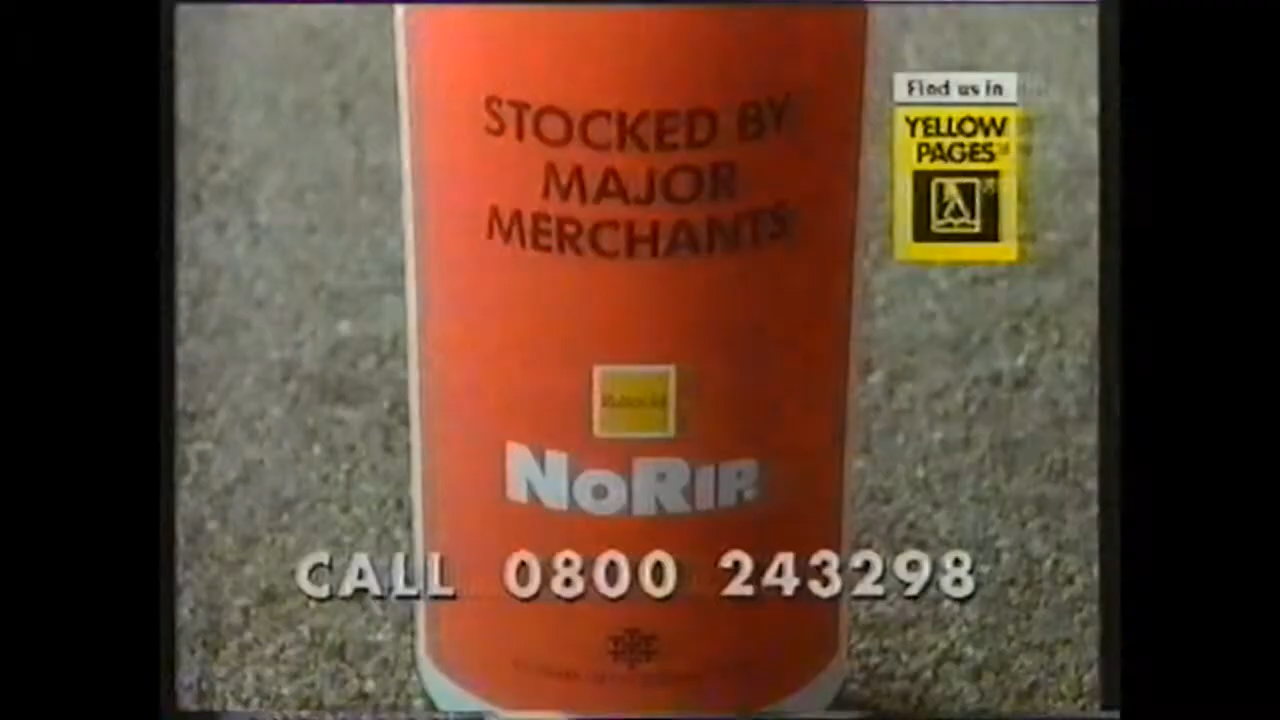 STOCKED BY
MAJOR
MERCHANTS
Find us in
YELLOW
PAGES
NORIP
CALL 0800 243298